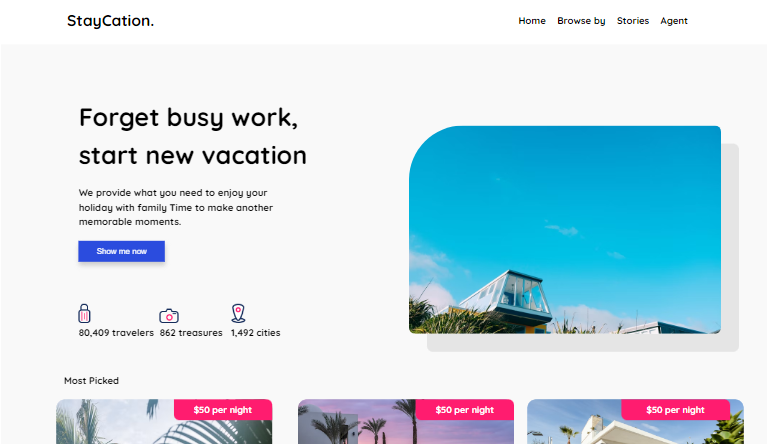 StayCation.
Home Browse by Stories Agent
Forget busy work,
start new vacation
We provide what you need to enjoy your
holiday with family Time to make another
memorable moments.
Show me now
80,409 travelers 862 treasures 1,492 cities
Most Picked
$50 per night $50 per night $50 per night